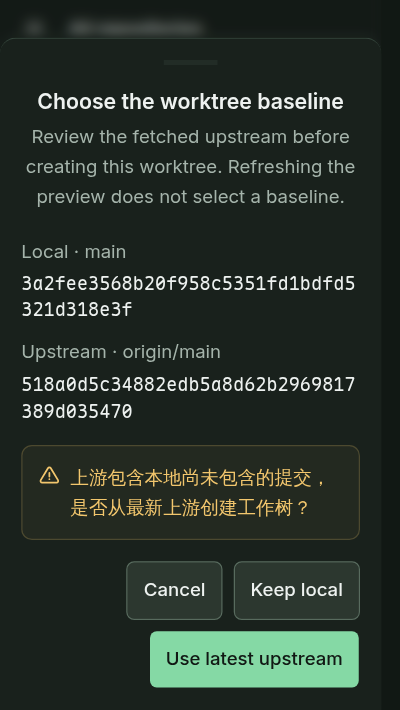 Choose the worktree baseline
Review the fetched upstream before
creating this worktree. Refreshing the
preview does not select a baseline.
Local · main
3a2fee3568b20f958c5351fd1bdfd5
321d318e3f
Upstream · origin/main
518a0d5c34882edb5a8d62b2969817
389d035470
上游包含本地尚未包含的提交，
是否从最新上游创建工作树？
Cancel
Keep local
Use latest upstream